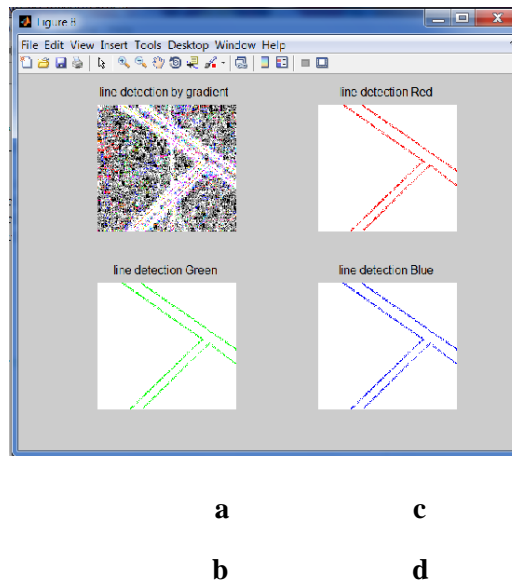 Figure 8
File Edit View Insert Tools Desktop Window Help
line detection by gradient line detection Red
line detection Green line detection Blue
a c
b d